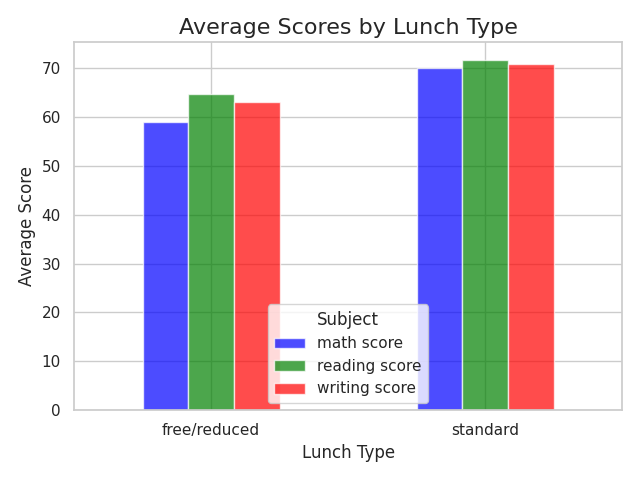 Average Scores by Lunch Type
Average Score
70
60
50
40
30
20
10
0
Subject
math score
reading score
writing score
free/reduced
standard
Lunch Type